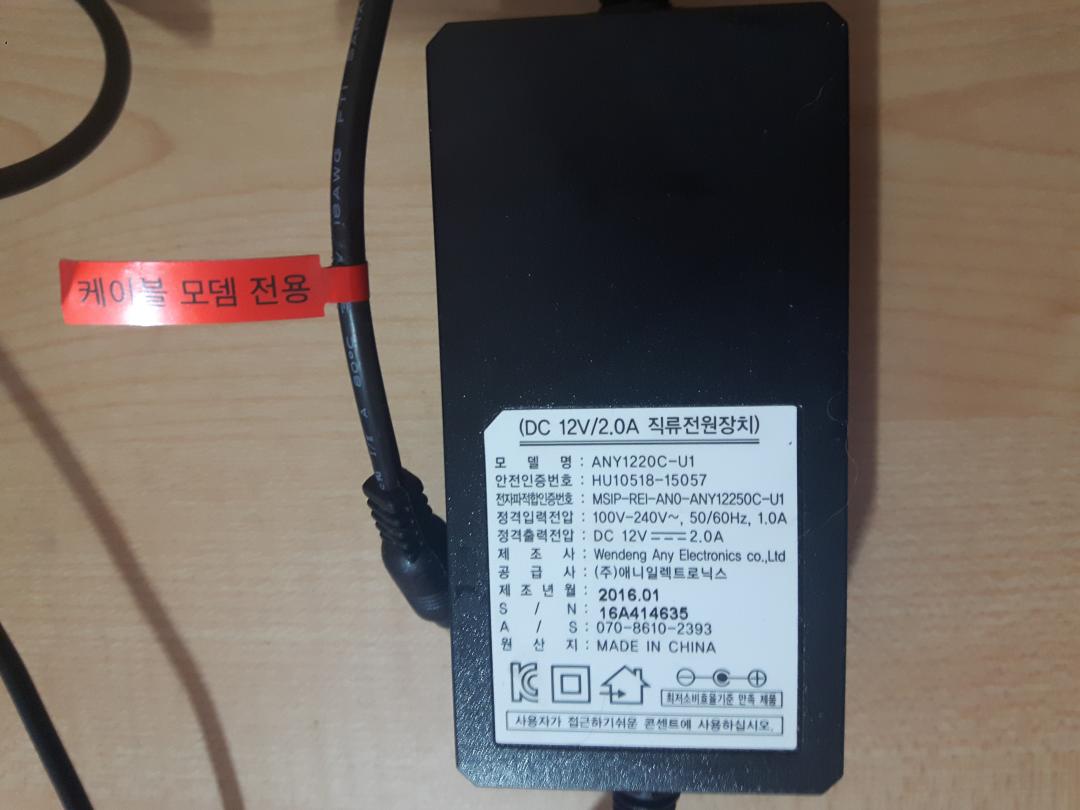 케이블 모뎀 전용
(DC 12V/2.0A 직류전원장치)
모 델 명 : ANY1220C-U1
안전인증번호 : HU10518-15057
전자파적합인증번호 : MSIP-REI-AN0-ANY12250C-U1
정격입력전압 : 100V-240V~, 50/60Hz, 1.0A
정격출력전압 : DC 12V⎓2.0A
제 조 사 : Wendeng Any Electronics co.,Ltd
공 급 사 : (주)애니일렉트로닉스
제 조 년 월 : 2016.01
S / N : 16A414635
A / S : 070-8610-2393
원 산 지 : MADE IN CHINA
최저소비효율기준 만족 제품
사용자가 접근하기쉬운 콘센트에 사용하십시오.
18AWG
80℃